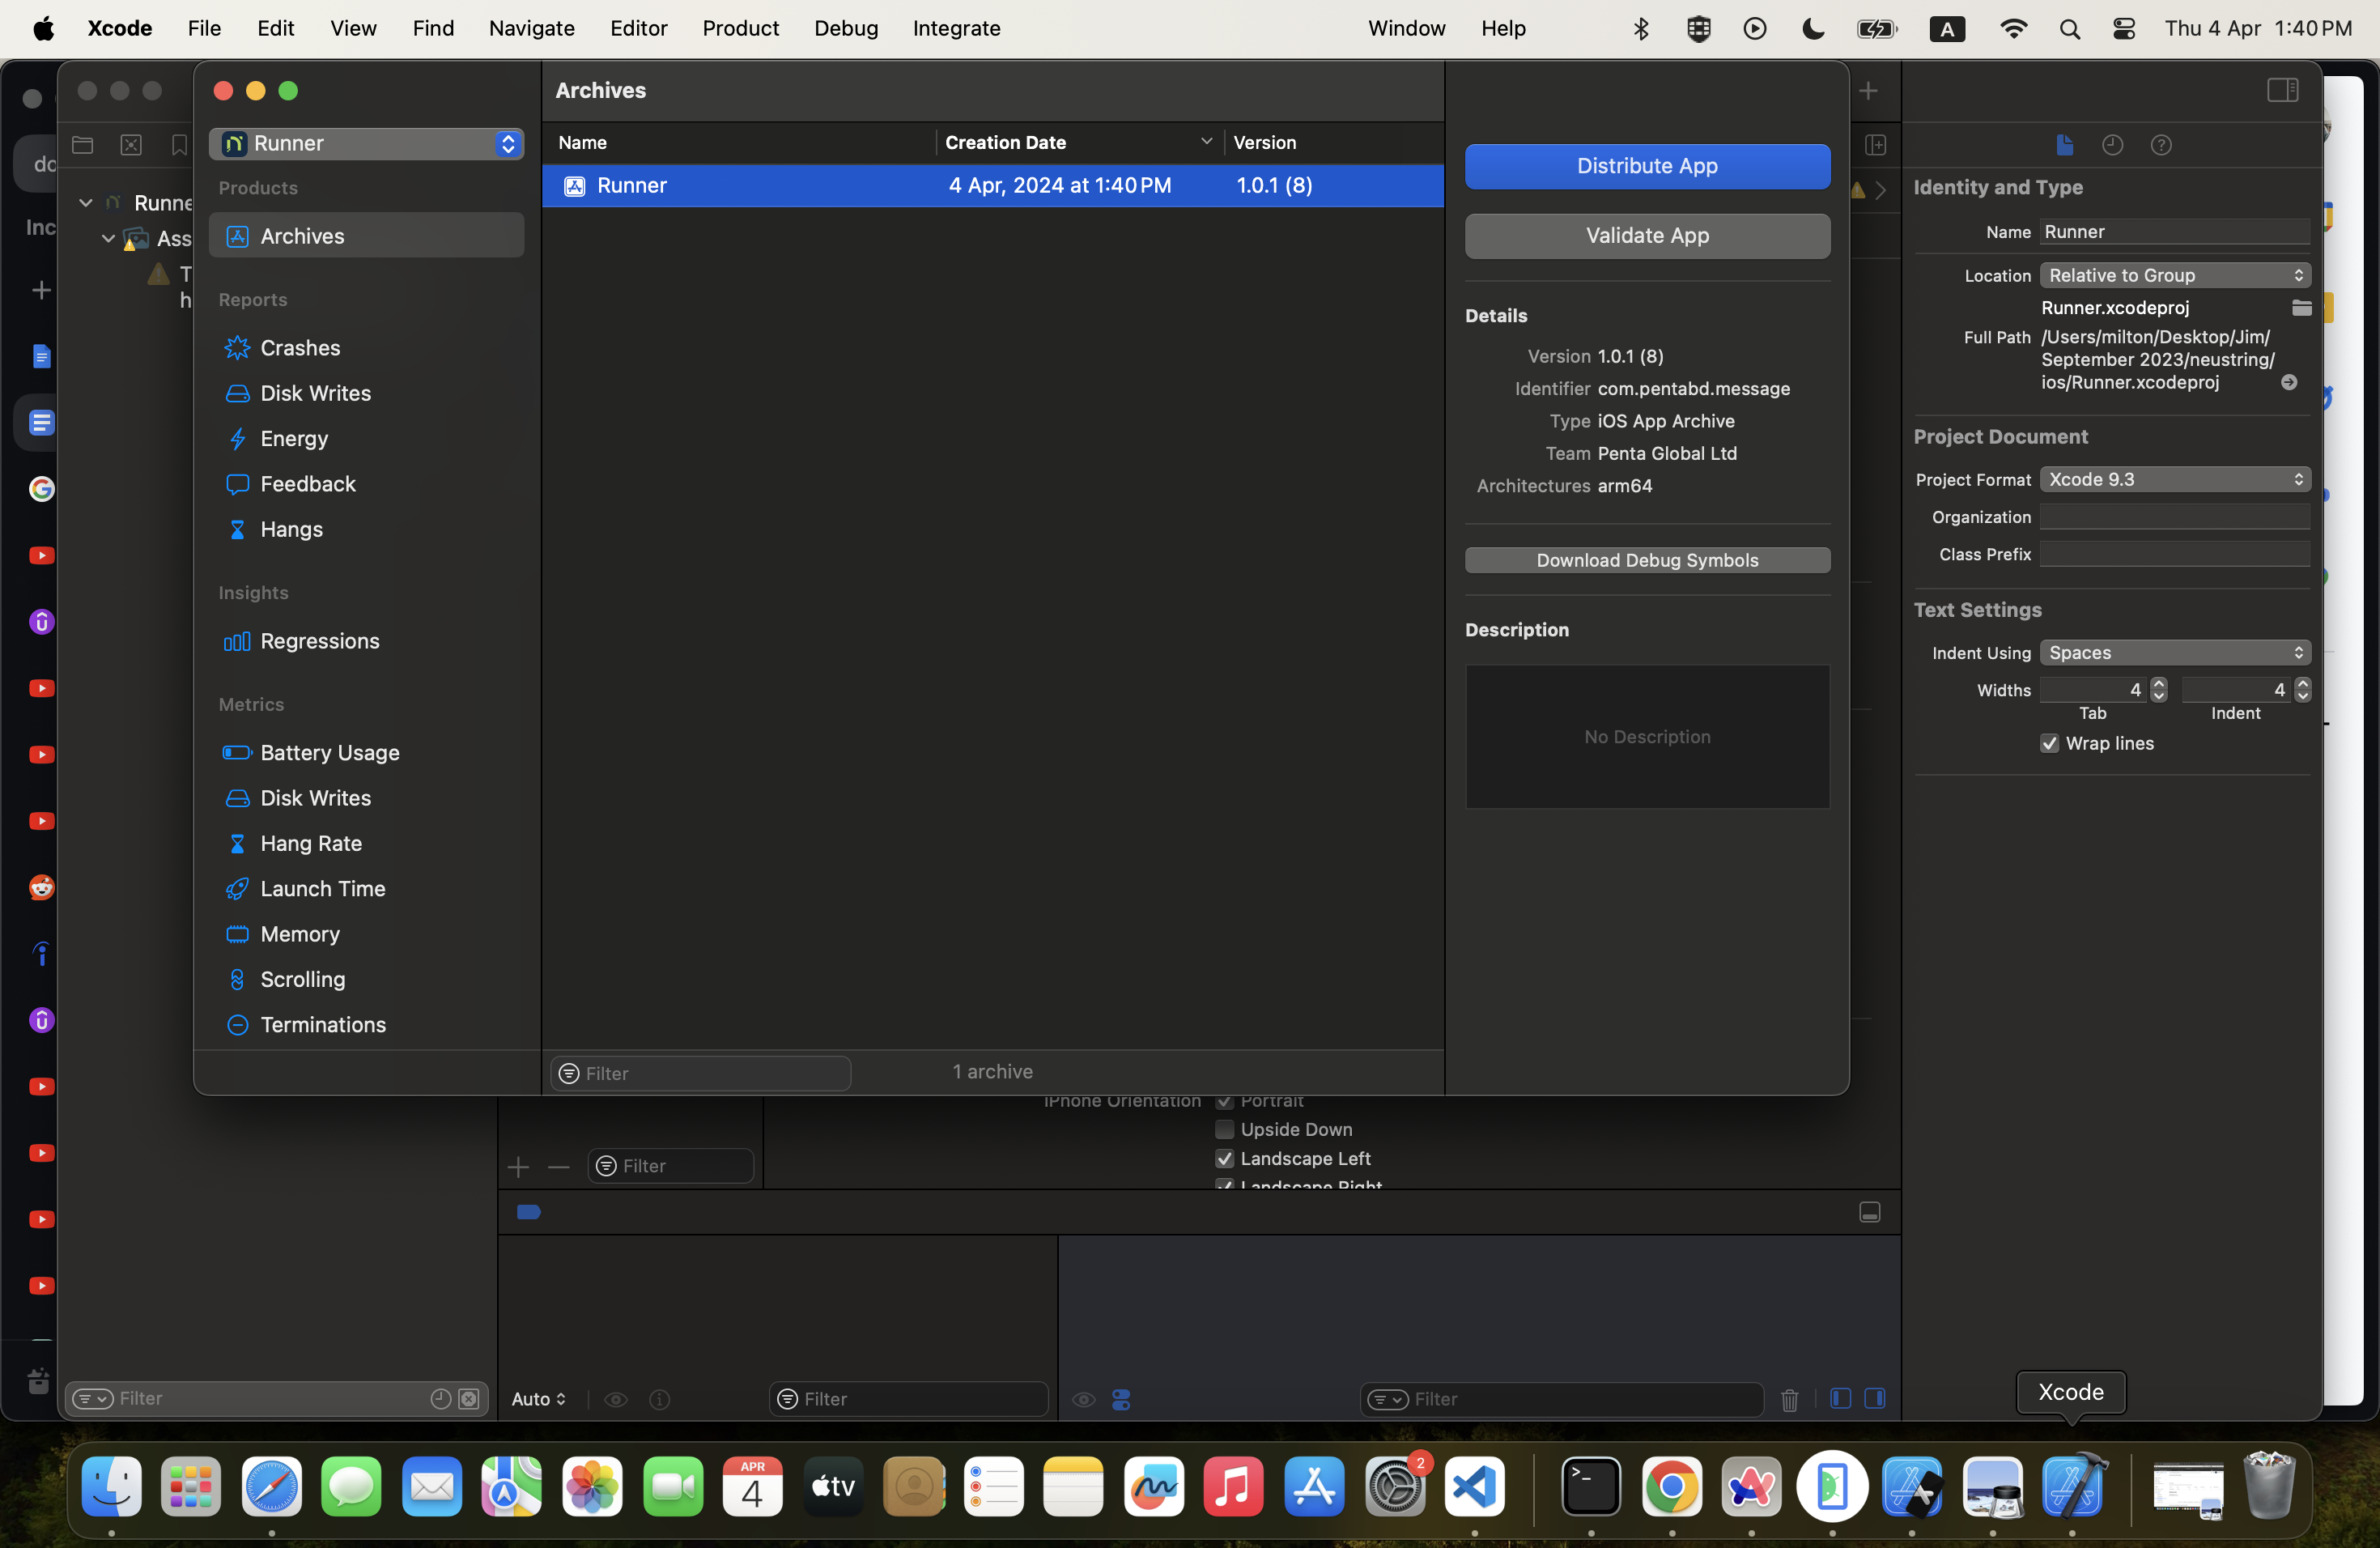 Xcode File Edit View Find Navigate Editor Product Debug Integrate Window Help A Thu 4 Apr 1:40 PM
Runner
Products
Archives
Reports
Crashes
Disk Writes
Energy
Feedback
Hangs
Insights
Regressions
Metrics
Battery Usage
Disk Writes
Hang Rate
Launch Time
Memory
Scrolling
Terminations
Archives
Name Creation Date Version
Runner 4 Apr, 2024 at 1:40 PM 1.0.1 (8)
Filter
1 archive
Distribute App
Validate App
Details
Version 1.0.1 (8)
Identifier com.pentabd.message
Type iOS App Archive
Team Penta Global Ltd
Architectures arm64
Download Debug Symbols
Description
No Description
Identity and Type
Name Runner
Location Relative to Group
Runner.xcodeproj
Full Path /Users/milton/Desktop/Jim/
September 2023/neustring/
ios/Runner.xcodeproj
Project Document
Project Format Xcode 9.3
Organization
Class Prefix
Text Settings
Indent Using Spaces
Widths 4 4
Tab Indent
Wrap lines
iPhone Orientation Portrait
Upside Down
Landscape Left
Landscape Right
Filter
Filter
Auto
Filter
Filter
Xcode
APR
4
tv
2